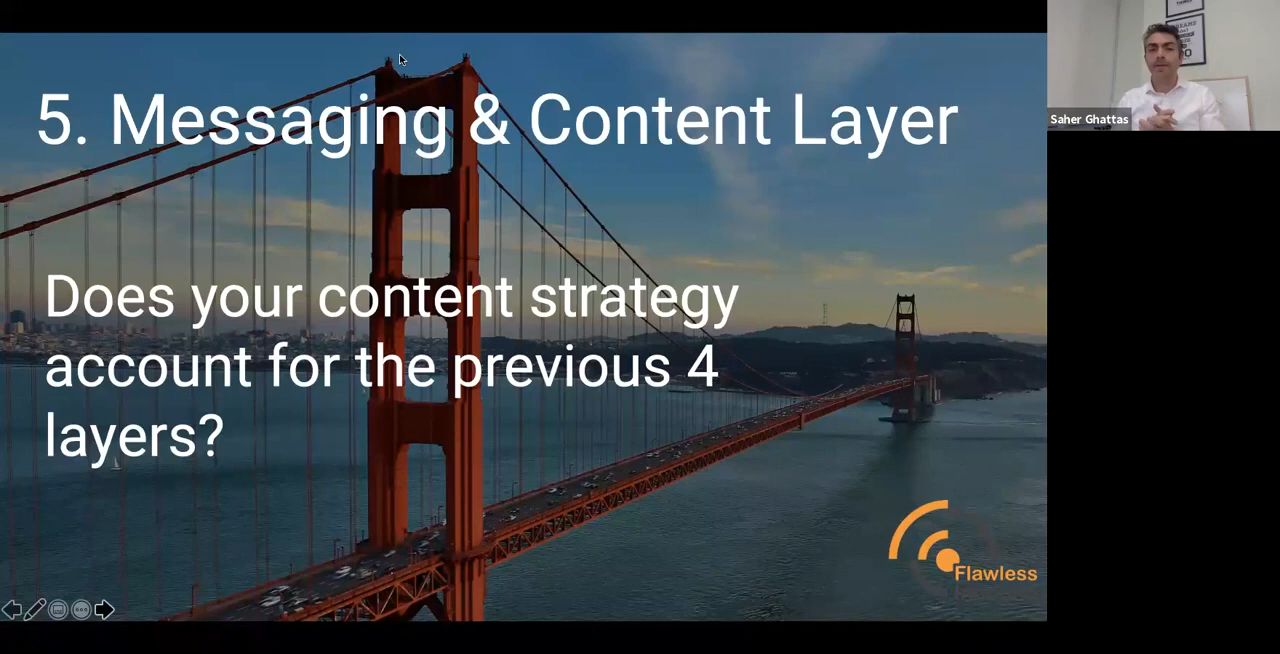 5. Messaging & Content Layer
Does your content strategy
account for the previous 4
layers?
Flawless
Saher Ghattas